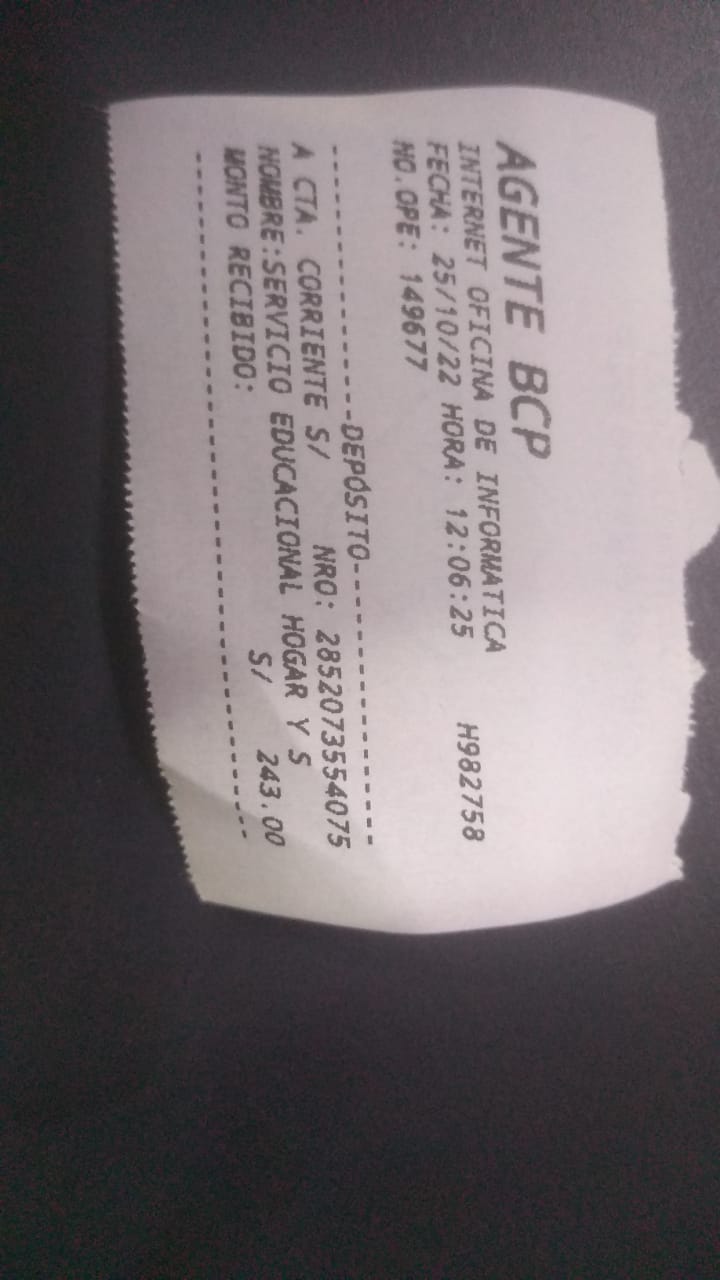 AGENTE BCP
INTERNET OFICINA DE INFORMATICA
FECHA: 25/10/22 HORA: 12:06:25 H982758
NO.OPE: 149677
----------------DEPÓSITO----------------
A CTA. CORRIENTE S/ NRO: 2852073554075
NOMBRE:SERVICIO EDUCACIONAL HOGAR Y S
MONTO RECIBIDO: S/ 243.00
----------------------------------------